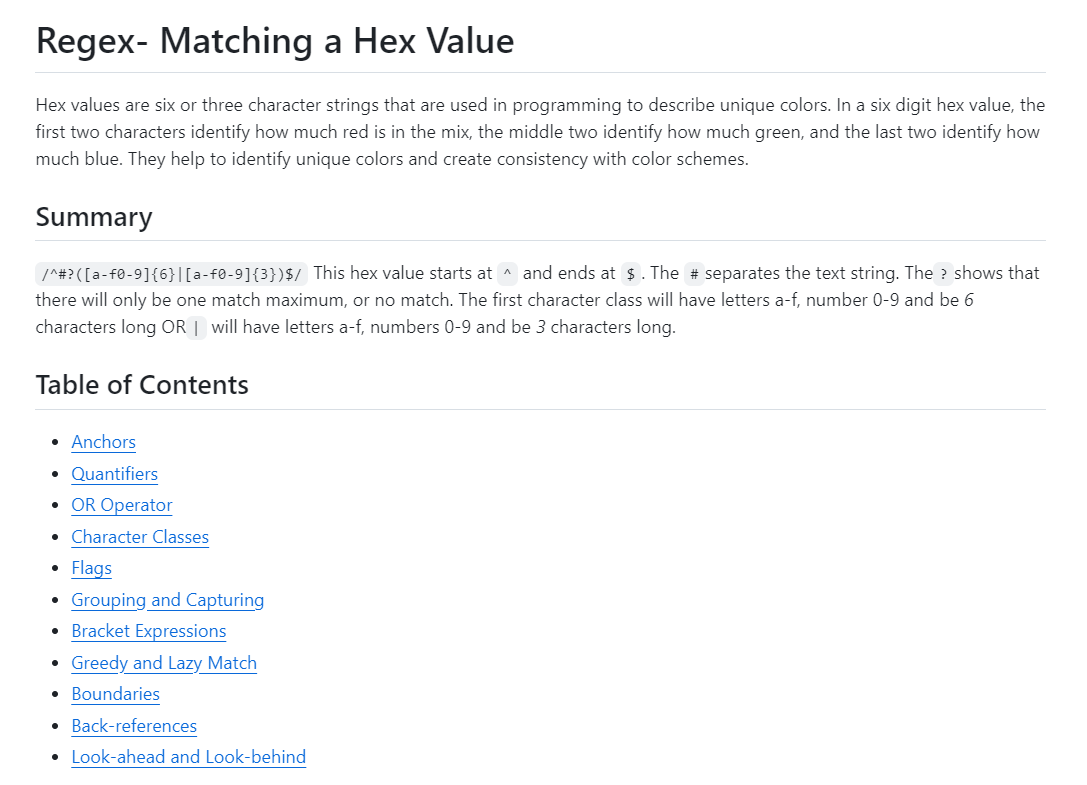 Regex- Matching a Hex Value
Hex values are six or three character strings that are used in programming to describe unique colors. In a six digit hex value, the
first two characters identify how much red is in the mix, the middle two identify how much green, and the last two identify how
much blue. They help to identify unique colors and create consistency with color schemes.
Summary
/^#?([a-f0-9]{6}|[a-f0-9]{3})$/ This hex value starts at ^ and ends at $ . The # separates the text string. The ? shows that
there will only be one match maximum, or no match. The first character class will have letters a-f, number 0-9 and be 6
characters long OR | will have letters a-f, numbers 0-9 and be 3 characters long.
Table of Contents
• Anchors
• Quantifiers
• OR Operator
• Character Classes
• Flags
• Grouping and Capturing
• Bracket Expressions
• Greedy and Lazy Match
• Boundaries
• Back-references
• Look-ahead and Look-behind